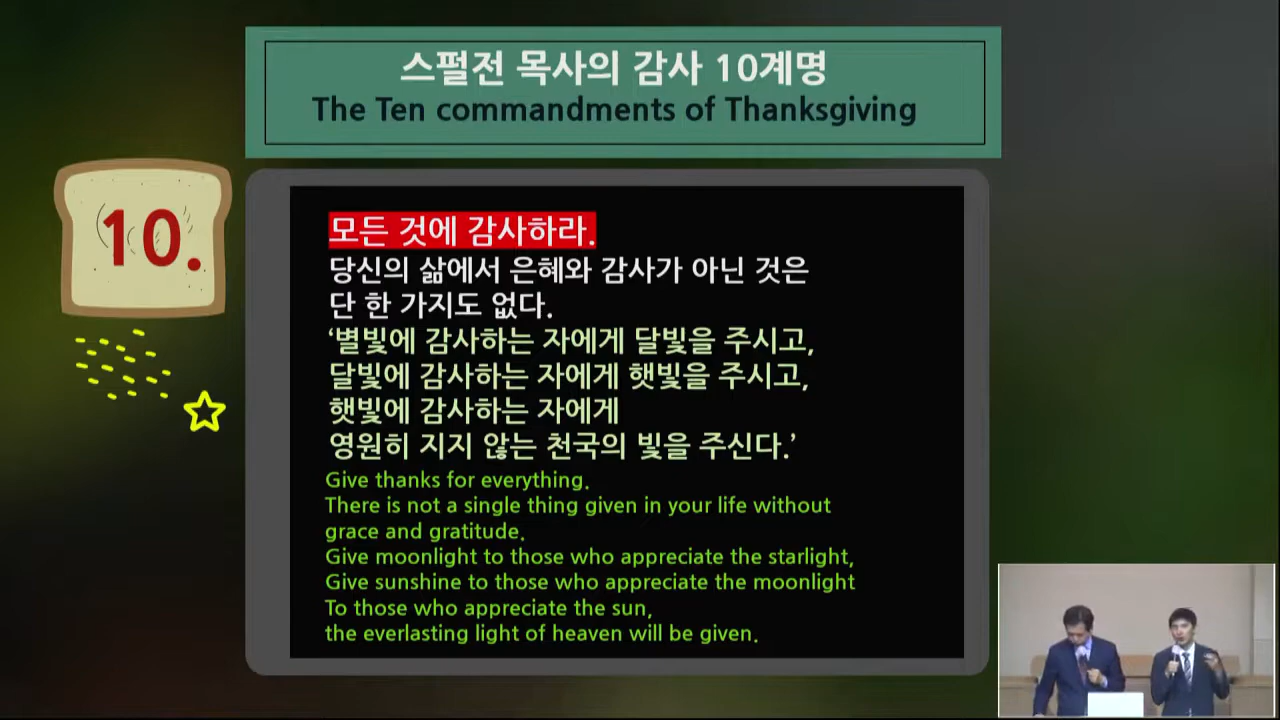 스펄전 목사의 감사 10계명
The Ten commandments of Thanksgiving
10.
모든 것에 감사하라.
당신의 삶에서 은혜와 감사가 아닌 것은
단 한 가지도 없다.
‘별빛에 감사하는 자에게 달빛을 주시고,
달빛에 감사하는 자에게 햇빛을 주시고,
햇빛에 감사하는 자에게
영원히 지지 않는 천국의 빛을 주신다.’
Give thanks for everything.
There is not a single thing given in your life without
grace and gratitude.
Give moonlight to those who appreciate the starlight,
Give sunshine to those who appreciate the moonlight
To those who appreciate the sun,
the everlasting light of heaven will be given.